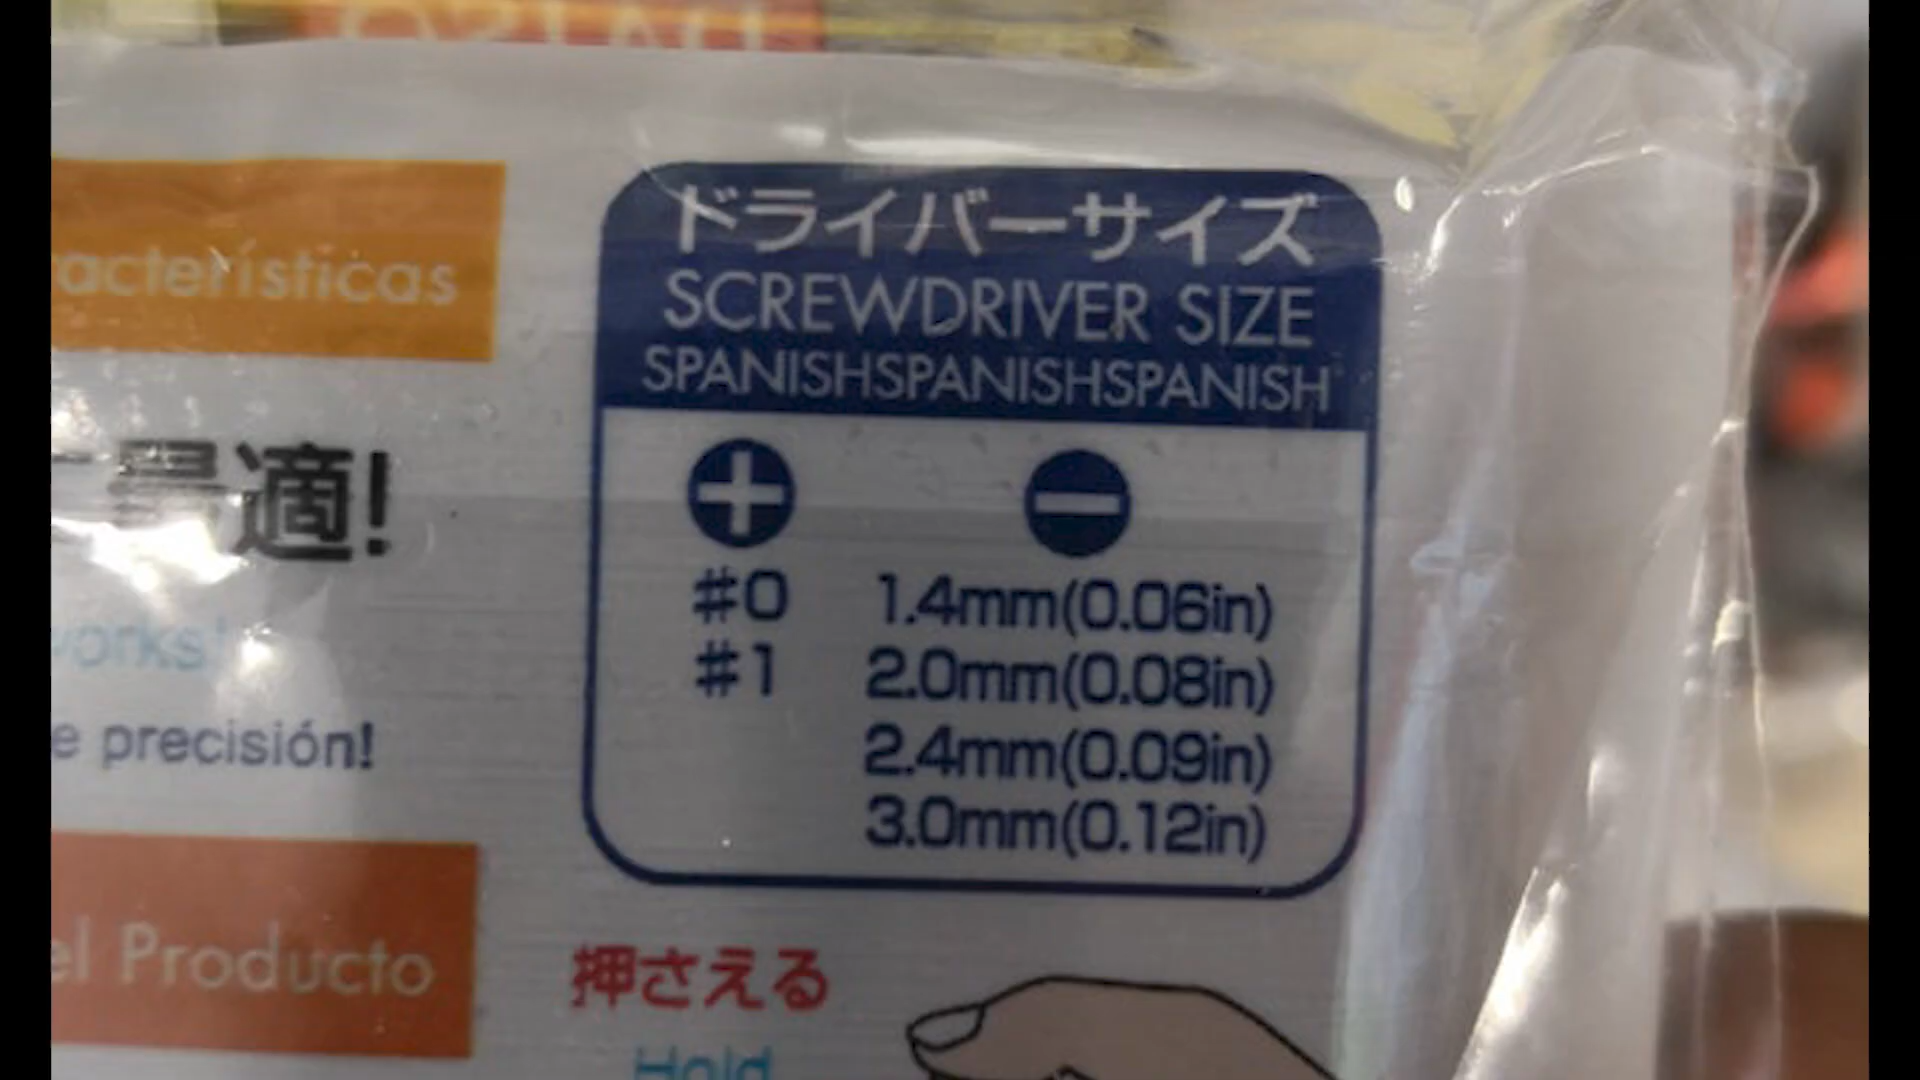 acterísticas
ドライバーサイズ
SCREWDRIVER SIZE
SPANISHSPANISHSPANISH
最適!
#0 1.4mm(0.06in)
#1 2.0mm(0.08in)
2.4mm(0.09in)
3.0mm(0.12in)
works!
e precisión!
el Producto
押さえる
Hold